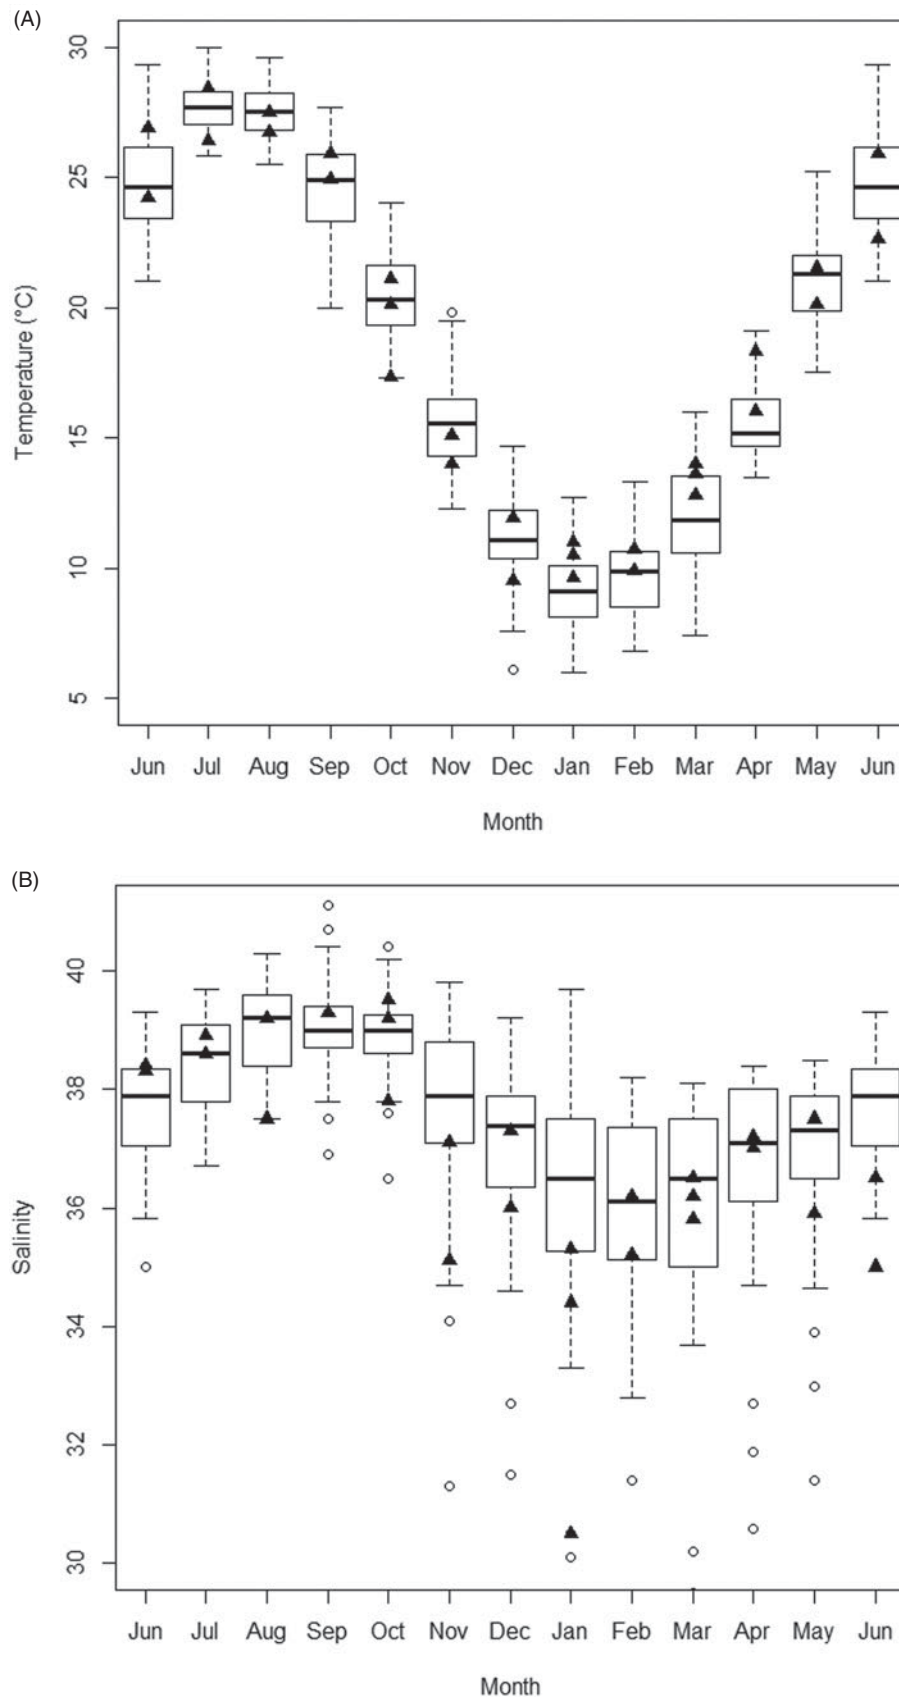 (A)
30
25
20
15
10
5
Temperature (°C)
Jun Jul Aug Sep Oct Nov Dec Jan Feb Mar Apr May Jun
Month
(B)
40
38
36
34
32
30
Salinity
Jun Jul Aug Sep Oct Nov Dec Jan Feb Mar Apr May Jun
Month